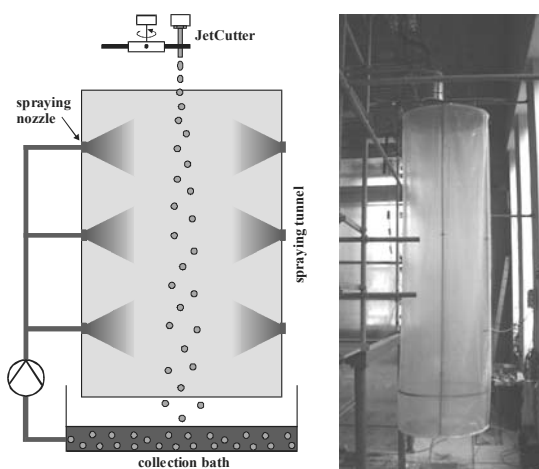 JetCutter
spraying
nozzle
spraying tunnel
collection bath